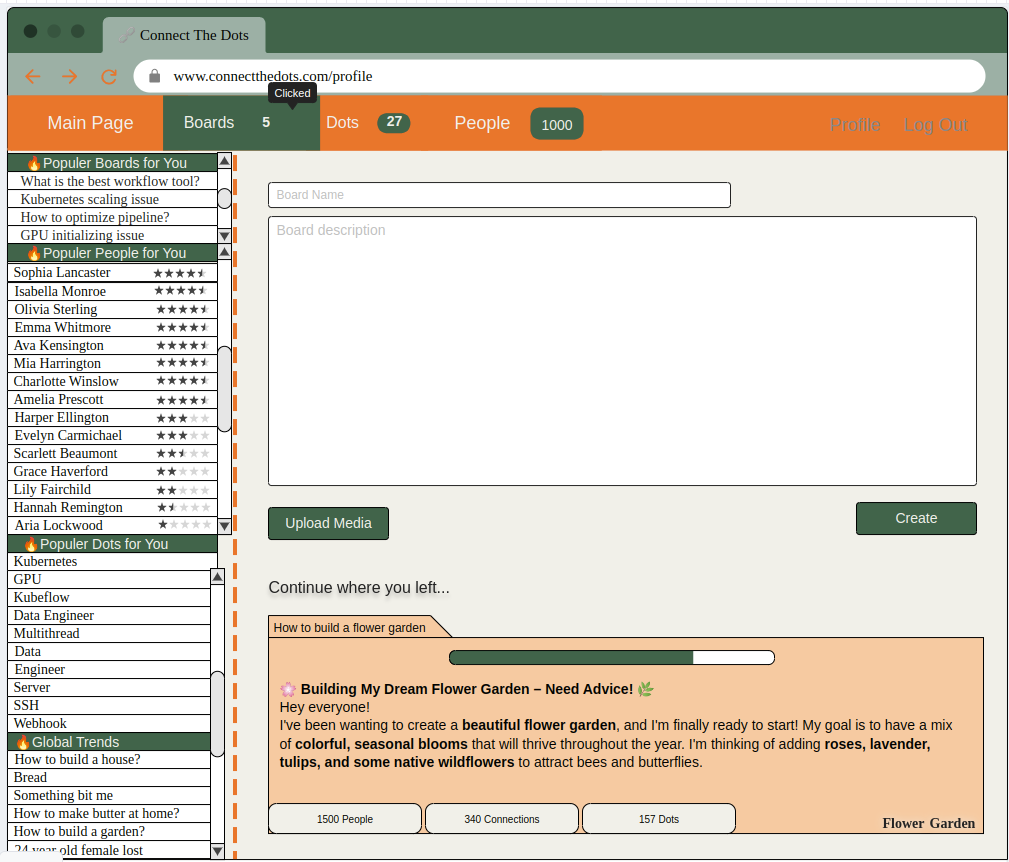 Connect The Dots
www.connectthedots.com/profile
Clicked
Main Page
Boards 5
Dots 27
People 1000
Profile
Log Out
🔥Populer Boards for You
What is the best workflow tool?
Kubernetes scaling issue
How to optimize pipeline?
GPU initializing issue
🔥Populer People for You
Sophia Lancaster
Isabella Monroe
Olivia Sterling
Emma Whitmore
Ava Kensington
Mia Harrington
Charlotte Winslow
Amelia Prescott
Harper Ellington
Evelyn Carmichael
Scarlett Beaumont
Grace Haverford
Lily Fairchild
Hannah Remington
Aria Lockwood
🔥Populer Dots for You
Kubernetes
GPU
Kubeflow
Data Engineer
Multithread
Data
Engineer
Server
SSH
Webhook
🔥Global Trends
How to build a house?
Bread
Something bit me
How to make butter at home?
How to build a garden?
24 year old female lost
Board Name
Board description
Upload Media
Create
Continue where you left...
How to build a flower garden
🌸 Building My Dream Flower Garden – Need Advice! 🌿
Hey everyone!
I've been wanting to create a beautiful flower garden, and I'm finally ready to start! My goal is to have a mix
of colorful, seasonal blooms that will thrive throughout the year. I'm thinking of adding roses, lavender,
tulips, and some native wildflowers to attract bees and butterflies.
1500 People
340 Connections
157 Dots
Flower Garden